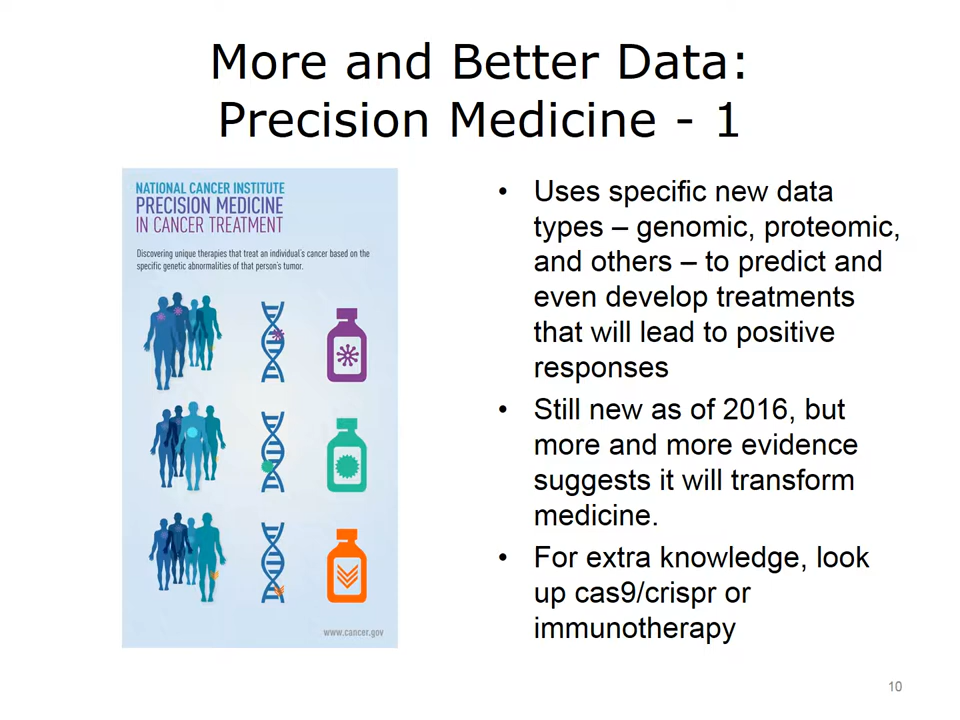 More and Better Data:
Precision Medicine - 1
NATIONAL CANCER INSTITUTE
PRECISION MEDICINE
IN CANCER TREATMENT
Discovering unique therapies that treat an individual's cancer based on the
specific genetic abnormalities of that person's tumor.
www.cancer.gov
• Uses specific new data
types – genomic, proteomic,
and others – to predict and
even develop treatments
that will lead to positive
responses
• Still new as of 2016, but
more and more evidence
suggests it will transform
medicine.
• For extra knowledge, look
up cas9/crispr or
immunotherapy
10